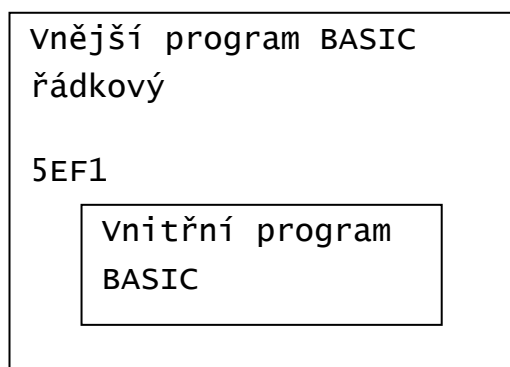 Vnější program BASIC
řádkový
5EF1
Vnitřní program
BASIC